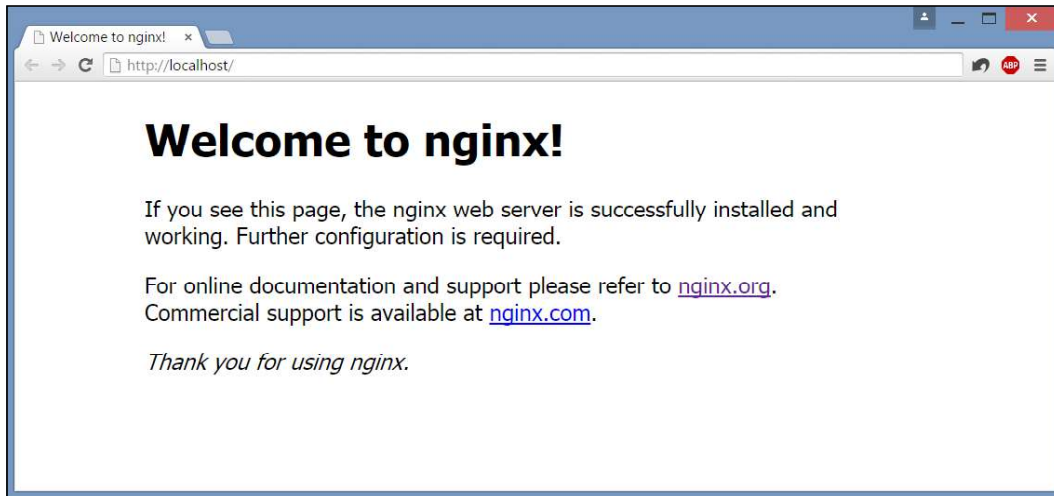 Welcome to nginx!
http://localhost/
ABP
Welcome to nginx!
If you see this page, the nginx web server is successfully installed and
working. Further configuration is required.
For online documentation and support please refer to nginx.org.
Commercial support is available at nginx.com.
Thank you for using nginx.